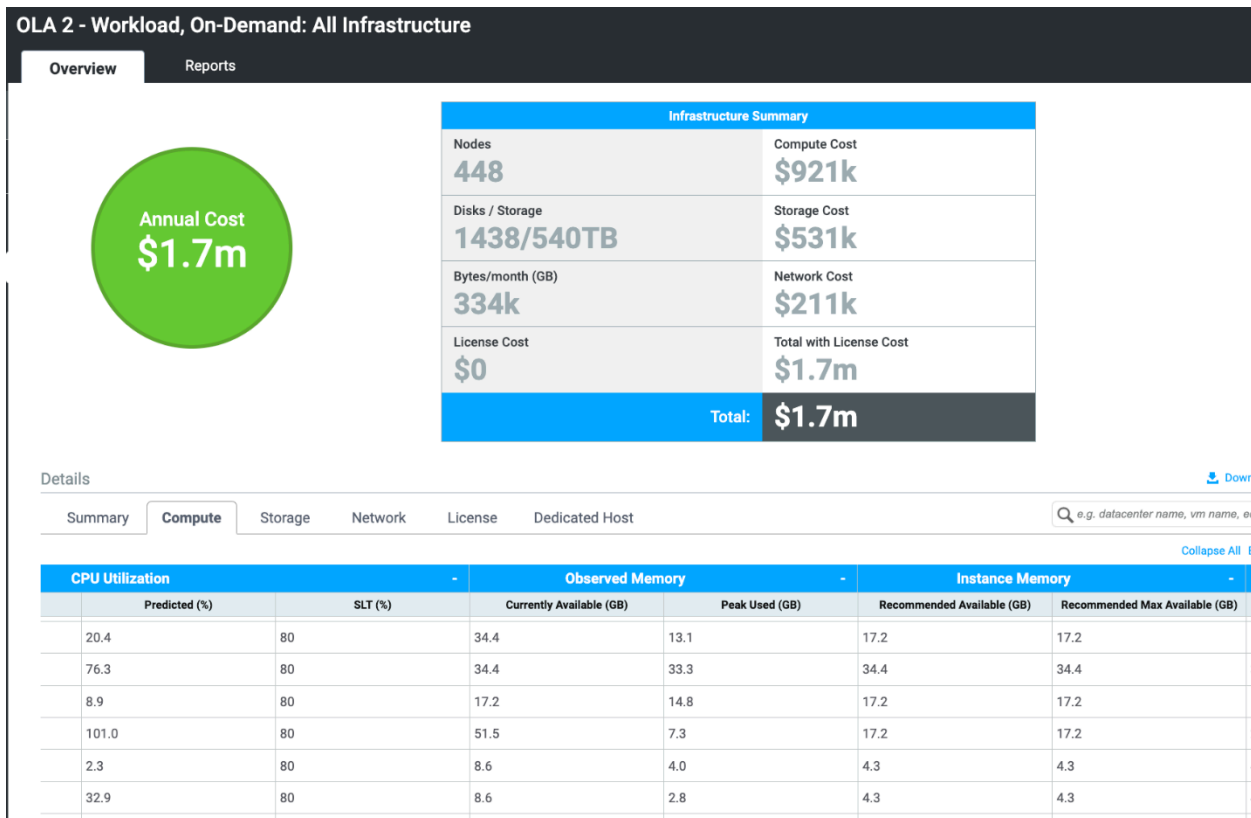 OLA 2 - Workload, On-Demand: All Infrastructure
Overview Reports
Annual Cost
$1.7m
Infrastructure Summary
Nodes Compute Cost
448 $921k
Disks / Storage Storage Cost
1438/540TB $531k
Bytes/month (GB) Network Cost
334k $211k
License Cost Total with License Cost
$0 $1.7m
Total: $1.7m
Details
Summary Compute Storage Network License Dedicated Host
e.g. datacenter name, vm name,
Collapse All
CPU Utilization - Observed Memory - Instance Memory -
Predicted (%) SLT (%) Currently Available (GB) Peak Used (GB) Recommended Available (GB) Recommended Max Available (GB)
20.4 80 34.4 13.1 17.2 17.2
76.3 80 34.4 33.3 34.4 34.4
8.9 80 17.2 14.8 17.2 17.2
101.0 80 51.5 7.3 17.2 17.2
2.3 80 8.6 4.0 4.3 4.3
32.9 80 8.6 2.8 4.3 4.3